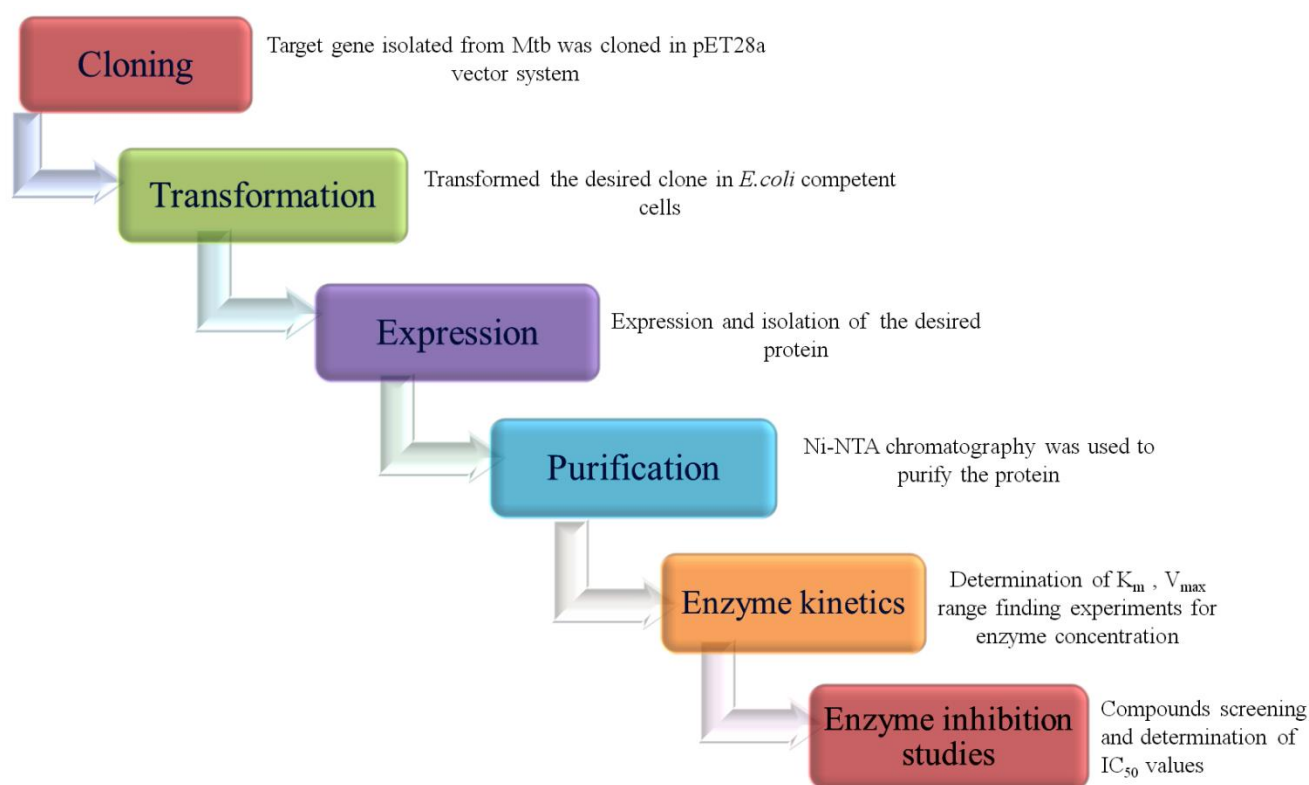 Cloning
Target gene isolated from Mtb was cloned in pET28a
vector system
Transformation
Transformed the desired clone in E.coli competent
cells
Expression
Expression and isolation of the desired
protein
Purification
Ni-NTA chromatography was used to
purify the protein
Enzyme kinetics
Determination of Km , Vmax
range finding experiments for
enzyme concentration
Enzyme inhibition
studies
Compounds screening
and determination of
IC50 values